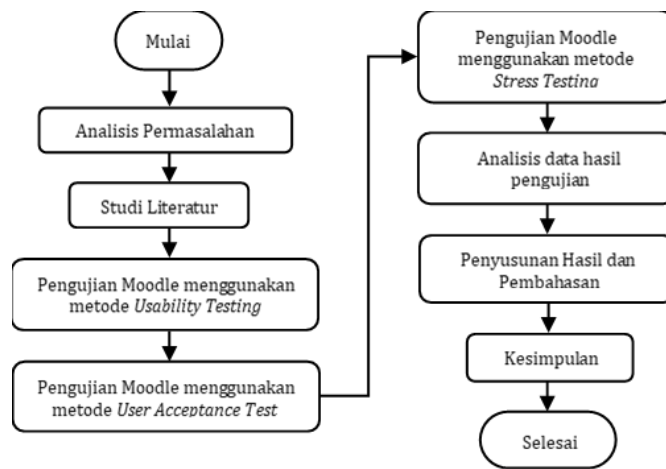 Mulai
Analisis Permasalahan
Studi Literatur
Pengujian Moodle menggunakan
metode Usability Testing
Pengujian Moodle menggunakan
metode User Acceptance Test
Pengujian Moodle
menggunakan metode
Stress Testing
Analisis data hasil
pengujian
Penyusunan Hasil dan
Pembahasan
Kesimpulan
Selesai